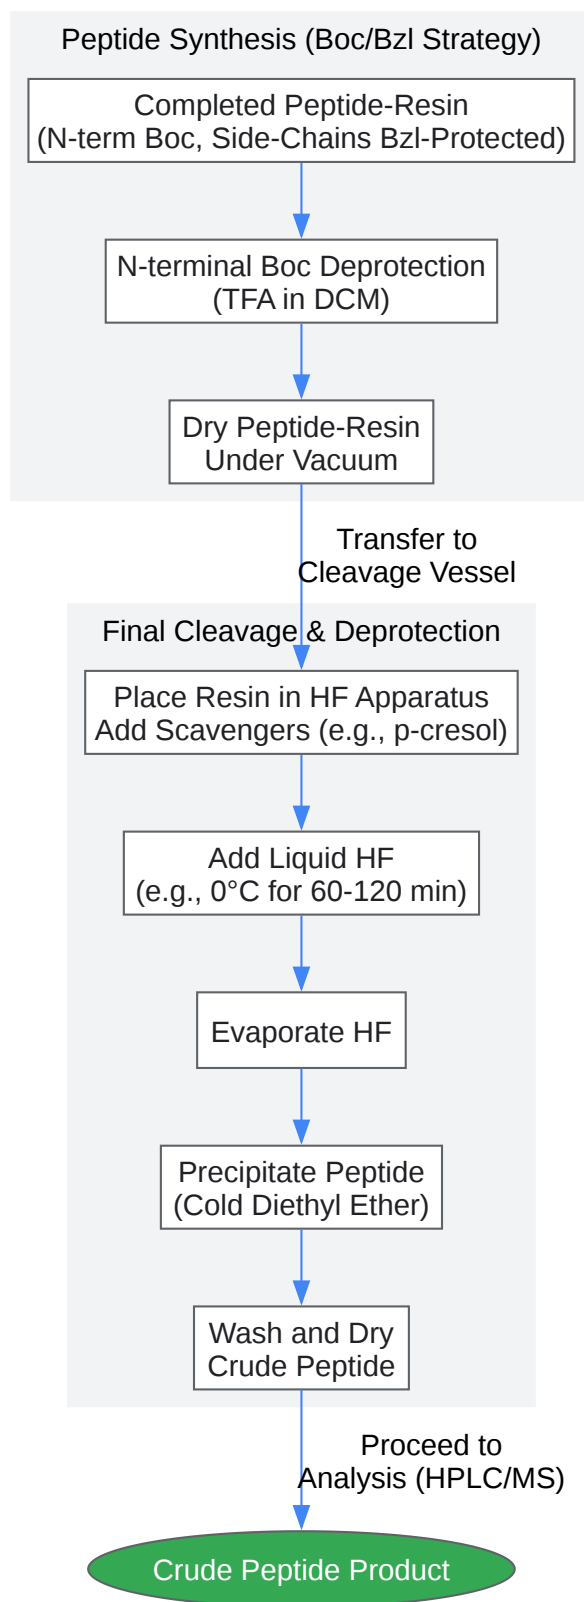 Peptide Synthesis (Boc/Bzl Strategy)
Completed Peptide-Resin
(N-term Boc, Side-Chains Bzl-Protected)
N-terminal Boc Deprotection
(TFA in DCM)
Dry Peptide-Resin
Under Vacuum
Transfer to
Cleavage Vessel
Final Cleavage & Deprotection
Place Resin in HF Apparatus
Add Scavengers (e.g., p-cresol)
Add Liquid HF
(e.g., 0°C for 60-120 min)
Evaporate HF
Precipitate Peptide
(Cold Diethyl Ether)
Wash and Dry
Crude Peptide
Proceed to
Analysis (HPLC/MS)
Crude Peptide Product